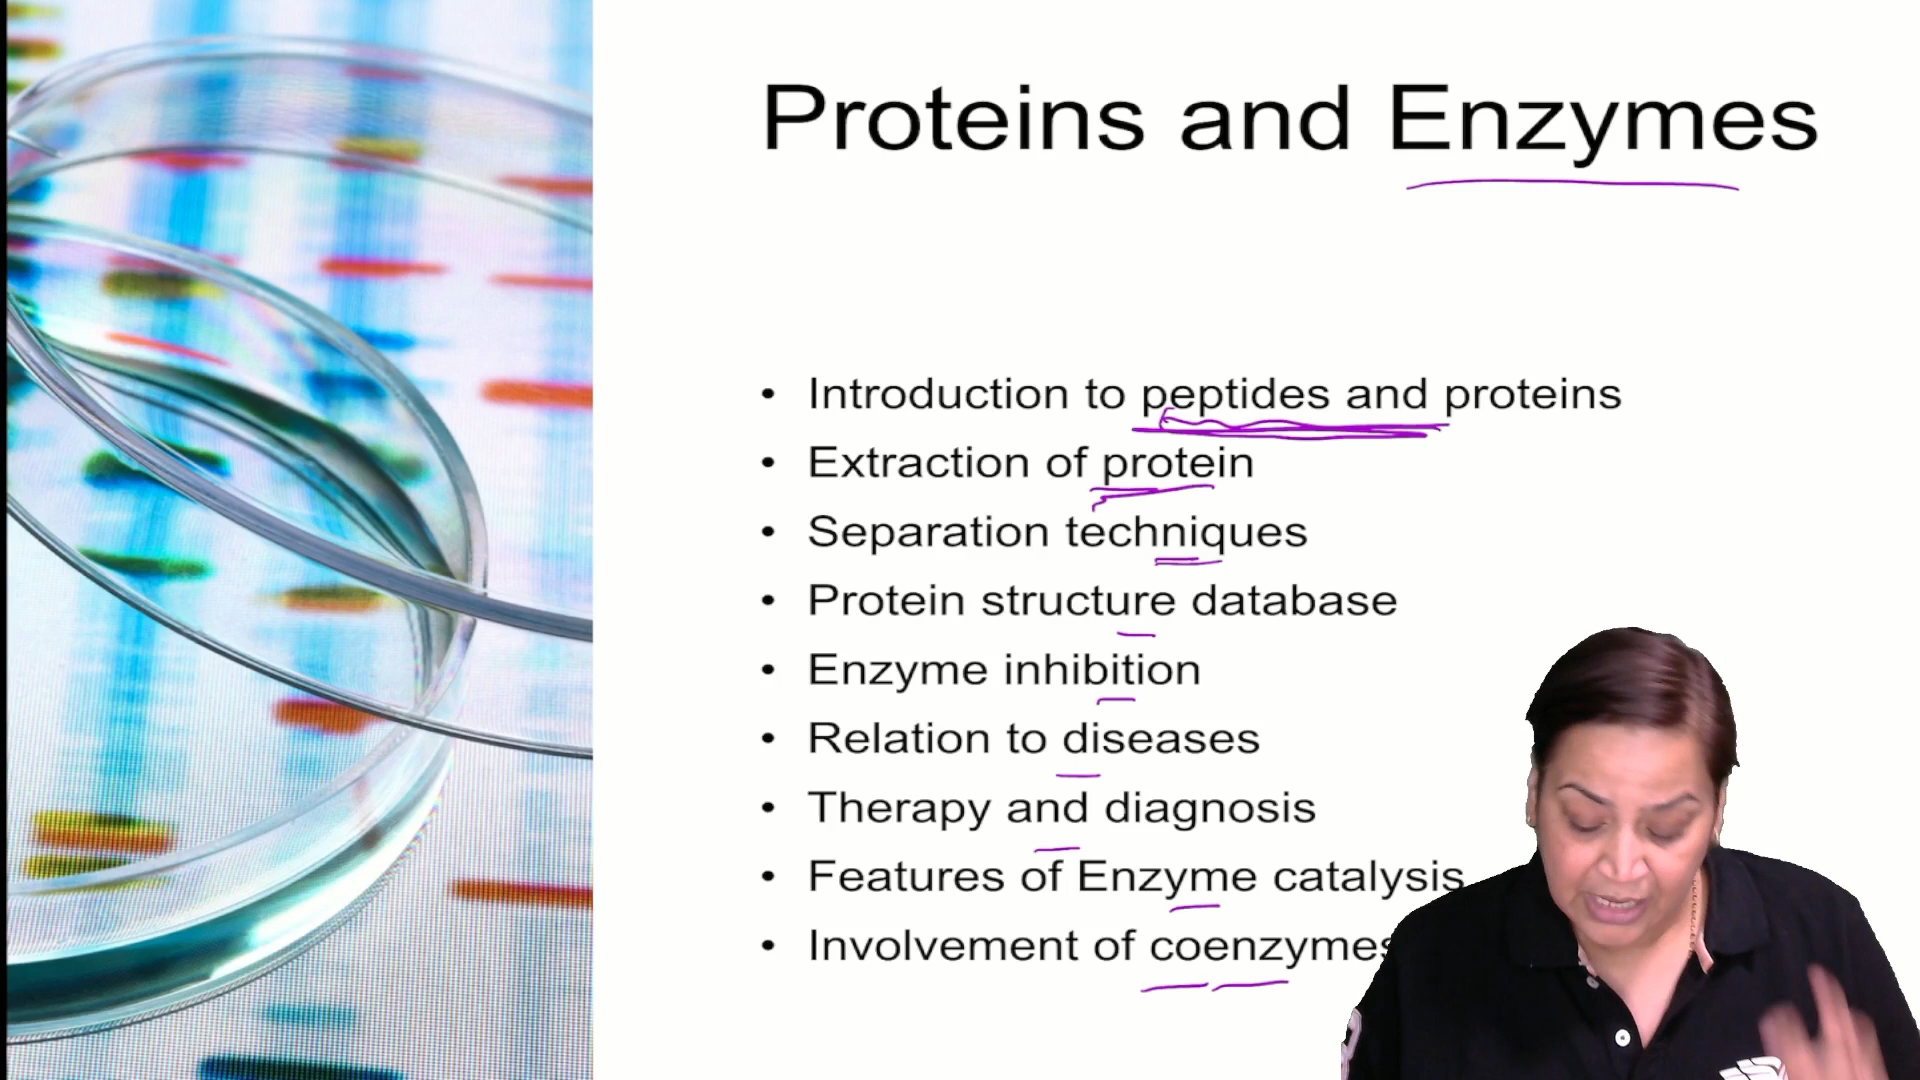 Proteins and Enzymes
• Introduction to peptides and proteins
• Extraction of protein
• Separation techniques
• Protein structure database
• Enzyme inhibition
• Relation to diseases
• Therapy and diagnosis
• Features of Enzyme catalysis
• Involvement of coenzymes